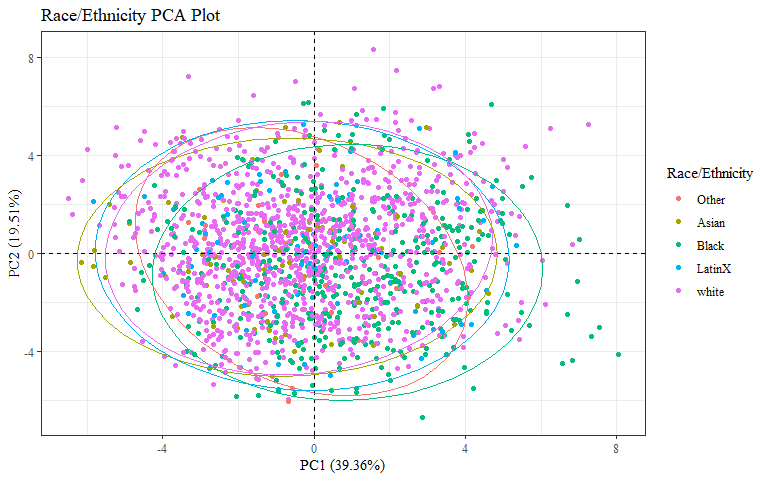 Race/Ethnicity PCA Plot
8
4
0
-4
PC2 (19.51%)
-4
0
4
8
PC1 (39.36%)
Race/Ethnicity
Other
Asian
Black
LatinX
white